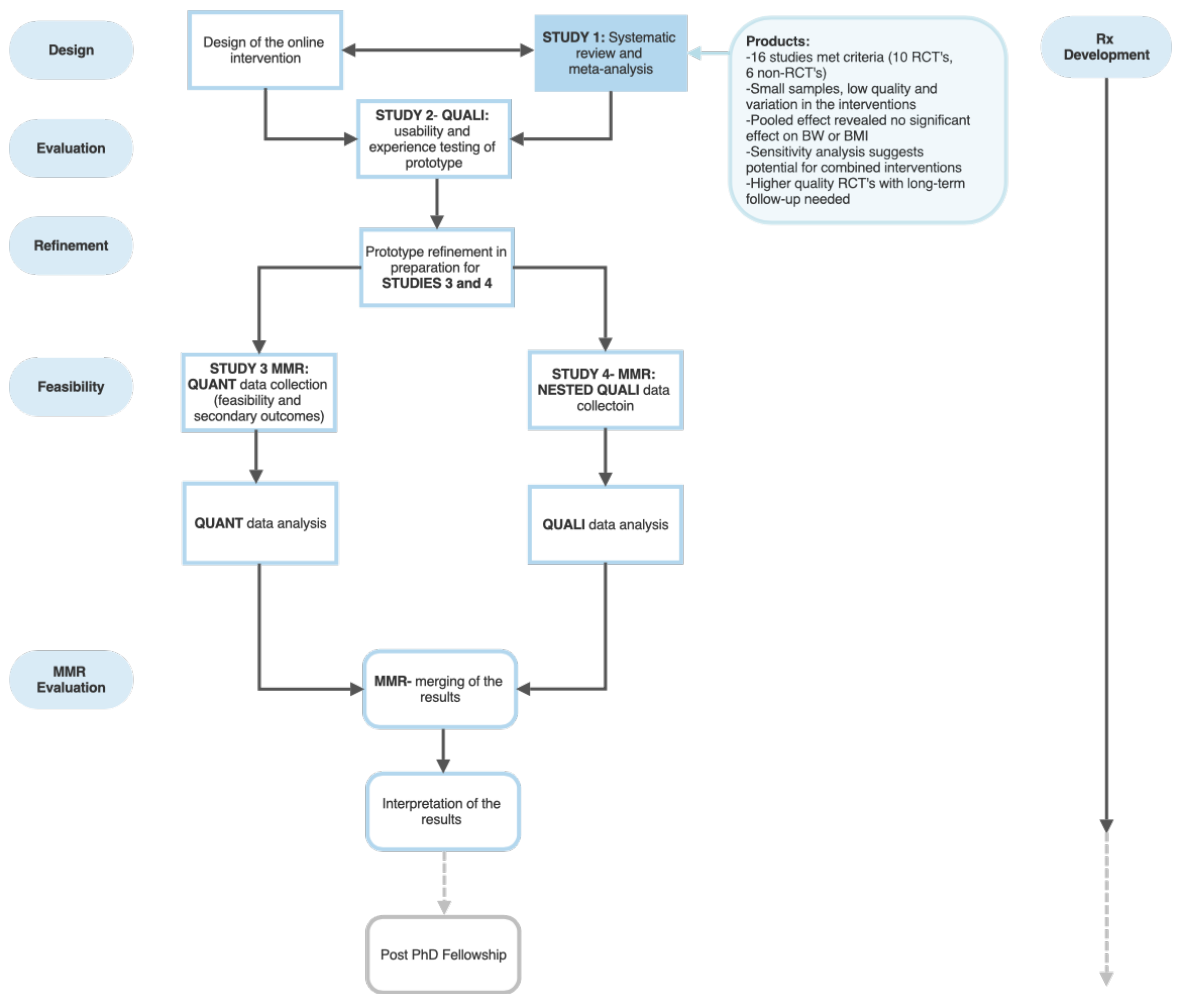 Design
Design of the online
intervention
STUDY 1: Systematic
review and
meta-analysis
Products:
-16 studies met criteria (10 RCT's,
6 non-RCT's)
-Small samples, low quality and
variation in the interventions
-Pooled effect revealed no significant
effect on BW or BMI
-Sensitivity analysis suggests
potential for combined interventions
-Higher quality RCT's with long-term
follow-up needed
Rx
Development
Evaluation
STUDY 2- QUALI:
usability and
experience testing of
prototype
Refinement
Prototype refinement in
preparation for
STUDIES 3 and 4
Feasibility
STUDY 3 MMR:
QUANT data collection
(feasibility and
secondary outcomes)
STUDY 4- MMR:
NESTED QUALI data
collectoin
QUANT data analysis
QUALI data analysis
MMR
Evaluation
MMR- merging of the
results
Interpretation of the
results
Post PhD Fellowship